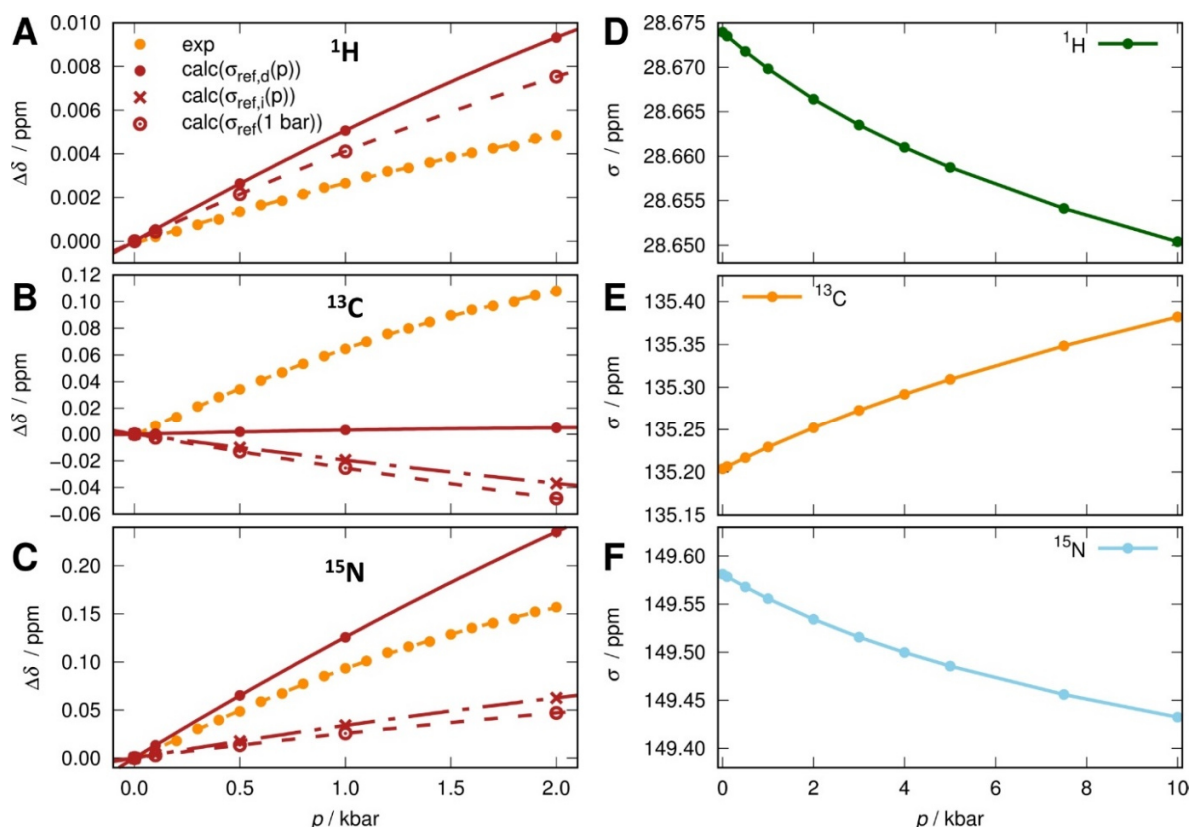 A
¹H
exp
calc(σref,d(p))
calc(σref,i(p))
calc(σref(1 bar))
0.010
0.008
0.006
0.004
0.002
0.000
Δδ / ppm
B
¹³C
0.12
0.10
0.08
0.06
0.04
0.02
0.00
−0.02
−0.04
−0.06
Δδ / ppm
C
¹⁵N
0.20
0.15
0.10
0.05
0.00
Δδ / ppm
0.0 0.5 1.0 1.5 2.0
p / kbar
D
¹H
28.675
28.670
28.665
28.660
28.655
28.650
σ / ppm
E
¹³C
135.40
135.35
135.30
135.25
135.20
135.15
σ / ppm
F
¹⁵N
149.60
149.55
149.50
149.45
149.40
σ / ppm
0 2 4 6 8 10
p / kbar